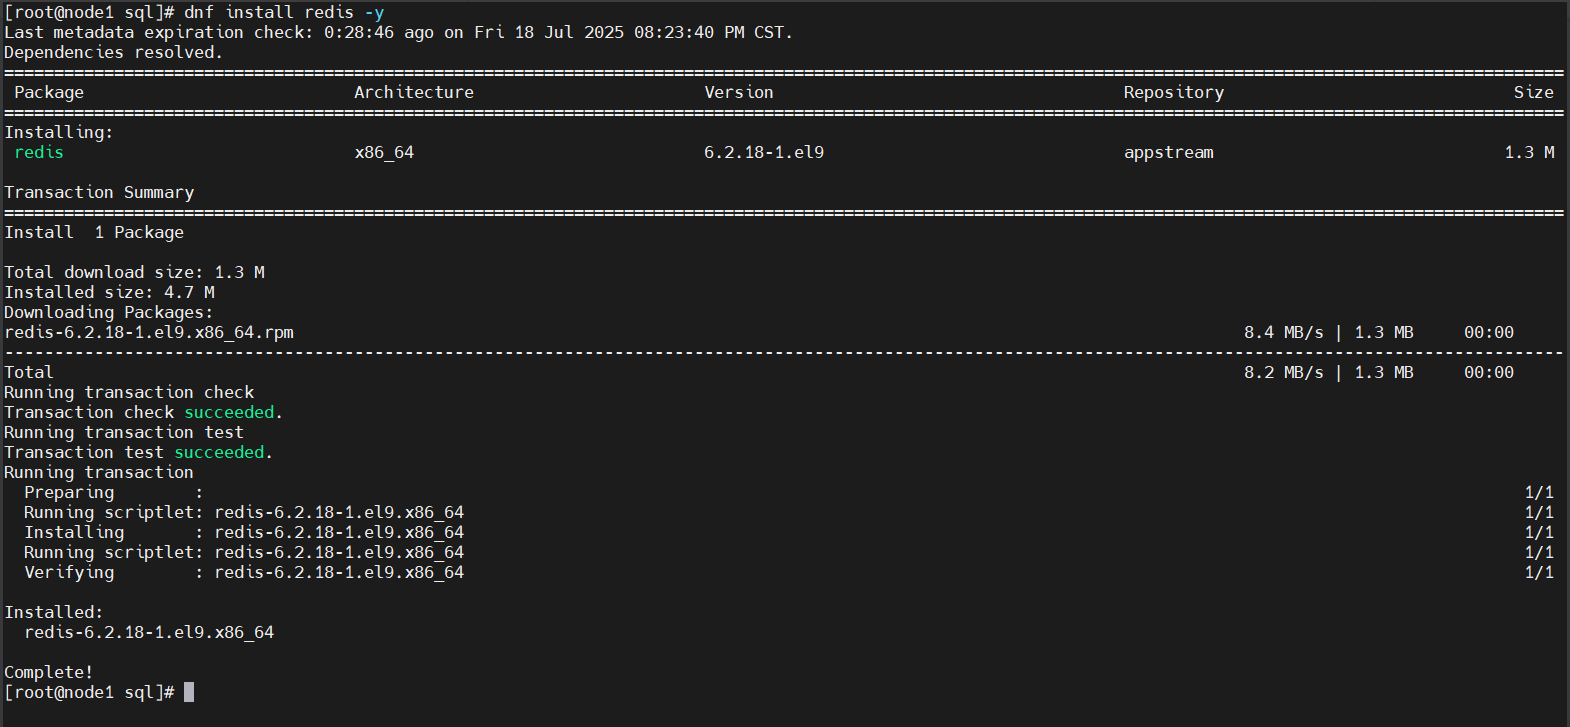 [root@node1 sql]# dnf install redis -y
Last metadata expiration check: 0:28:46 ago on Fri 18 Jul 2025 08:23:40 PM CST.
Dependencies resolved.
================================================================================
Package Architecture Version Repository Size
================================================================================
Installing:
redis x86_64 6.2.18-1.el9 appstream 1.3 M
Transaction Summary
================================================================================
Install 1 Package
Total download size: 1.3 M
Installed size: 4.7 M
Downloading Packages:
redis-6.2.18-1.el9.x86_64.rpm 8.4 MB/s | 1.3 MB 00:00
--------------------------------------------------------------------------------
Total 8.2 MB/s | 1.3 MB 00:00
Running transaction check
Transaction check succeeded.
Running transaction test
Transaction test succeeded.
Running transaction
Preparing : 1/1
Running scriptlet: redis-6.2.18-1.el9.x86_64 1/1
Installing : redis-6.2.18-1.el9.x86_64 1/1
Running scriptlet: redis-6.2.18-1.el9.x86_64 1/1
Verifying : redis-6.2.18-1.el9.x86_64 1/1
Installed:
redis-6.2.18-1.el9.x86_64
Complete!
[root@node1 sql]#